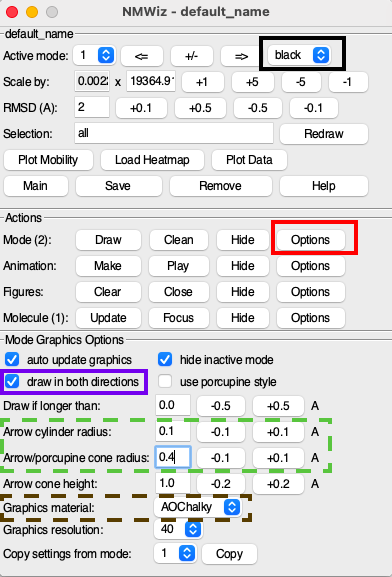 NMWiz - default_name
default_name
Active mode: 1 <= +/- => black
Scale by: 0.0022 x 19364.91 +1 +5 -5 -1
RMSD (A): 2 +0.1 +0.5 -0.5 -0.1
Selection: all Redraw
Plot Mobility Load Heatmap Plot Data
Main Save Remove Help
Actions
Mode (2): Draw Clean Hide Options
Animation: Make Play Hide Options
Figures: Clear Close Hide Options
Molecule (1): Update Focus Hide Options
Mode Graphics Options
auto update graphics hide inactive mode
draw in both directions use porcupine style
Draw if longer than: 0.0 -0.5 +0.5 A
Arrow cylinder radius: 0.1 -0.1 +0.1 A
Arrow/porcupine cone radius: 0.4 -0.1 +0.1 A
Arrow cone height: 1.0 -0.2 +0.2 A
Graphics material: AOChalky
Graphics resolution: 40
Copy settings from mode: 1 Copy